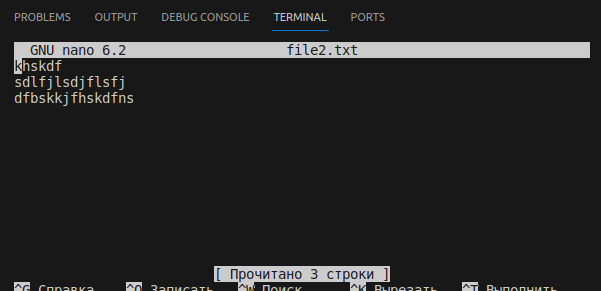 PROBLEMS OUTPUT DEBUG CONSOLE TERMINAL PORTS
GNU nano 6.2 file2.txt
khskdf
sdlfjlsdjflsfj
dfbskkjfhskdfns
[ Прочитано 3 строки ]
^G Справка ^O Записать ^W Поиск ^K Вырезать ^T Выполнить